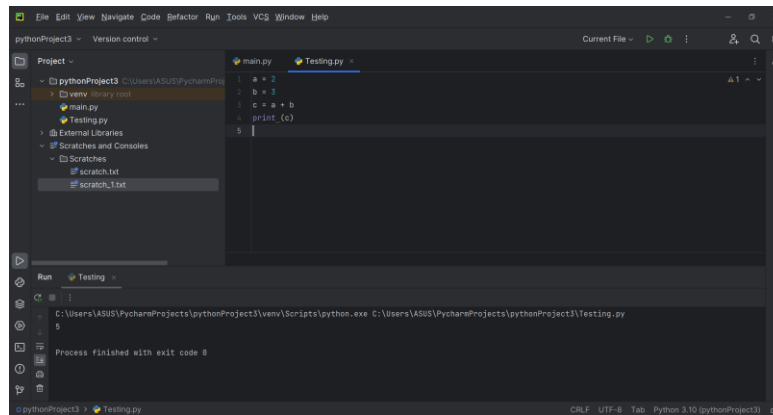 File Edit View Navigate Code Refactor Run Tools VCS Window Help
pythonProject3 Version control Current File
Project
main.py Testing.py
pythonProject3 C:\Users\ASUS\PycharmProj
venv library root
main.py
Testing.py
External Libraries
Scratches and Consoles
Scratches
scratch.txt
scratch_1.txt
1 a = 2
2 b = 3
3 c = a + b
4 print_(c)
5
1
Run Testing
C:\Users\ASUS\PycharmProjects\pythonProject3\venv\Scripts\python.exe C:\Users\ASUS\PycharmProjects\pythonProject3\Testing.py
5
Process finished with exit code 0
pythonProject3 > Testing.py CRLF UTF-8 Tab Python 3.10 (pythonProject3)